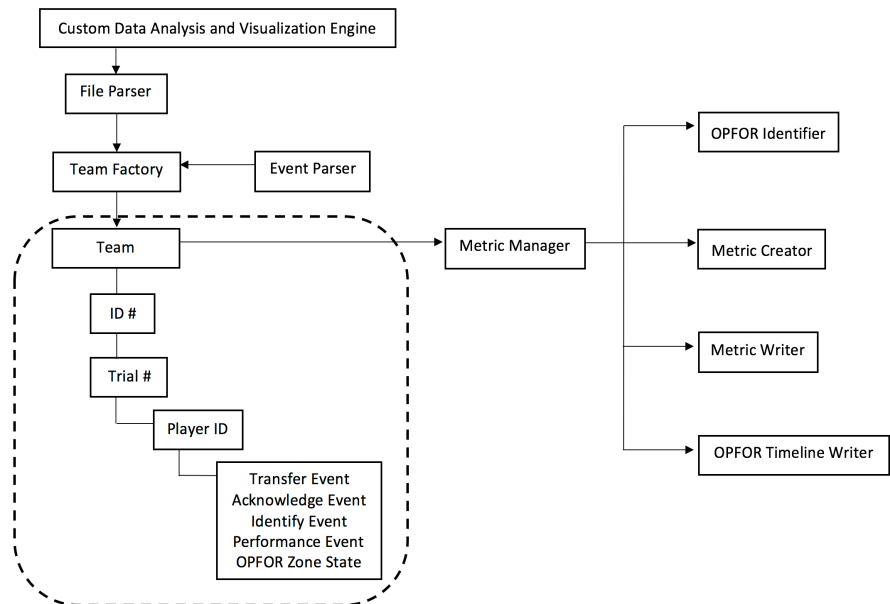 Custom Data Analysis and Visualization Engine
File Parser
OPFOR Identifier
Team Factory
Event Parser
Team
Metric Manager
Metric Creator
ID #
Trial #
Metric Writer
Player ID
OPFOR Timeline Writer
Transfer Event
Acknowledge Event
Identify Event
Performance Event
OPFOR Zone State